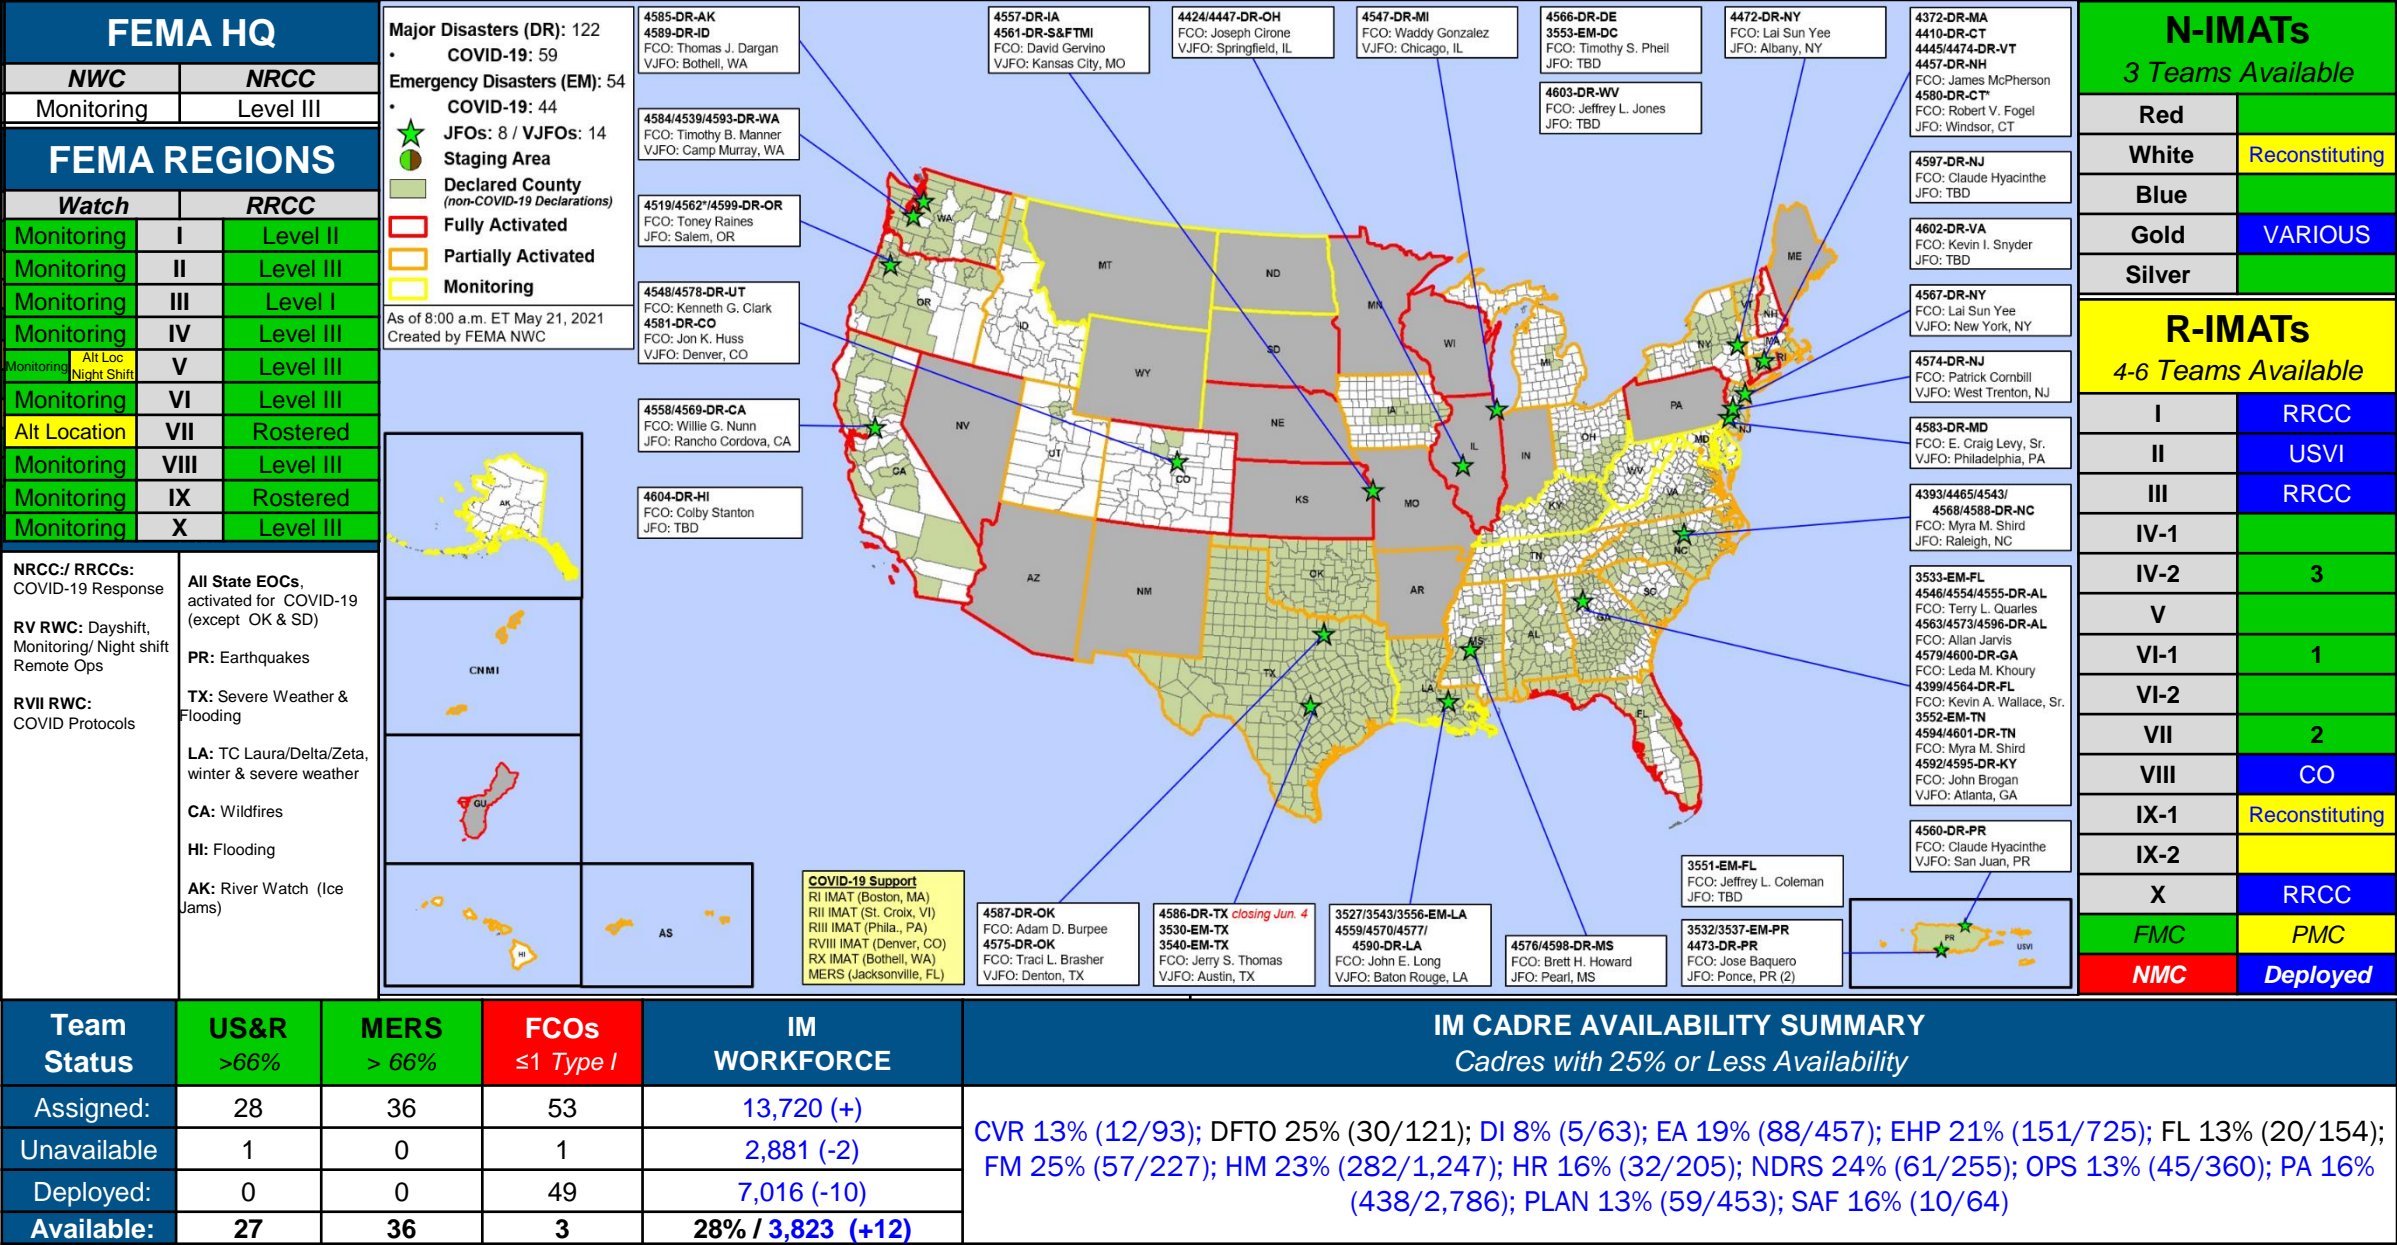 FEMA HQ
NWC NRCC
Monitoring Level III
FEMA REGIONS
Watch RRCC
Monitoring I Level II
Monitoring II Level III
Monitoring III Level I
Monitoring IV Level III
Monitoring Alt Loc Night Shift V Level III
Monitoring VI Level III
Alt Location VII Rostered
Monitoring VIII Level III
Monitoring IX Rostered
Monitoring X Level III
NRCC:/ RRCCs:
COVID-19 Response
RV RWC: Dayshift,
Monitoring/ Night shift
Remote Ops
RVII RWC:
COVID Protocols
All State EOCs,
activated for COVID-19
(except OK & SD)
PR: Earthquakes
TX: Severe Weather &
Flooding
LA: TC Laura/Delta/Zeta,
winter & severe weather
CA: Wildfires
HI: Flooding
AK: River Watch (Ice
Jams)
Major Disasters (DR): 122
• COVID-19: 59
Emergency Disasters (EM): 54
• COVID-19: 44
JFOs: 8 / VJFOs: 14
Staging Area
Declared County
(non-COVID-19 Declarations)
Fully Activated
Partially Activated
Monitoring
As of 8:00 a.m. ET May 21, 2021
Created by FEMA NWC
4585-DR-AK
4589-DR-ID
FCO: Thomas J. Dargan
VJFO: Bothell, WA
4584/4539/4593-DR-WA
FCO: Timothy B. Manner
VJFO: Camp Murray, WA
4519/4562*/4599-DR-OR
FCO: Toney Raines
JFO: Salem, OR
4548/4578-DR-UT
FCO: Kenneth G. Clark
4581-DR-CO
FCO: Jon K. Huss
VJFO: Denver, CO
4558/4569-DR-CA
FCO: Willie G. Nunn
JFO: Rancho Cordova, CA
4604-DR-HI
FCO: Colby Stanton
JFO: TBD
4557-DR-IA
4561-DR-S&FTMI
FCO: David Gervino
VJFO: Kansas City, MO
4424/4447-DR-OH
FCO: Joseph Cirone
VJFO: Springfield, IL
4547-DR-MI
FCO: Waddy Gonzalez
VJFO: Chicago, IL
4566-DR-DE
3553-EM-DC
FCO: Timothy S. Pheil
JFO: TBD
4603-DR-WV
FCO: Jeffrey L. Jones
JFO: TBD
4472-DR-NY
FCO: Lai Sun Yee
JFO: Albany, NY
4372-DR-MA
4410-DR-CT
4445/4474-DR-VT
4457-DR-NH
FCO: James McPherson
4580-DR-CT*
FCO: Robert V. Fogel
JFO: Windsor, CT
4597-DR-NJ
FCO: Claude Hyacinthe
JFO: TBD
4602-DR-VA
FCO: Kevin I. Snyder
JFO: TBD
4567-DR-NY
FCO: Lai Sun Yee
VJFO: New York, NY
4574-DR-NJ
FCO: Patrick Cornbill
VJFO: West Trenton, NJ
4583-DR-MD
FCO: E. Craig Levy, Sr.
VJFO: Philadelphia, PA
4393/4465/4543/
4568/4588-DR-NC
FCO: Myra M. Shird
JFO: Raleigh, NC
3533-EM-FL
4546/4554/4555-DR-AL
FCO: Terry L. Quarles
4563/4573/4596-DR-AL
FCO: Allan Jarvis
4579/4600-DR-GA
FCO: Leda M. Khoury
4399/4564-DR-FL
FCO: Kevin A. Wallace, Sr.
3552-EM-TN
4594/4601-DR-TN
FCO: Myra M. Shird
4592/4595-DR-KY
FCO: John Brogan
VJFO: Atlanta, GA
4560-DR-PR
FCO: Claude Hyacinthe
VJFO: San Juan, PR
3551-EM-FL
FCO: Jeffrey L. Coleman
JFO: TBD
3532/3537-EM-PR
4473-DR-PR
FCO: Jose Baquero
JFO: Ponce, PR (2)
4576/4598-DR-MS
FCO: Brett H. Howard
JFO: Pearl, MS
3527/3543/3556-EM-LA
4559/4570/4577/
4590-DR-LA
FCO: John E. Long
VJFO: Baton Rouge, LA
4586-DR-TX closing Jun. 4
3530-EM-TX
3540-EM-TX
FCO: Jerry S. Thomas
VJFO: Austin, TX
4587-DR-OK
FCO: Adam D. Burpee
4575-DR-OK
FCO: Traci L. Brasher
VJFO: Denton, TX
COVID-19 Support
RI IMAT (Boston, MA)
RII IMAT (St. Croix, VI)
RIII IMAT (Phila., PA)
RVIII IMAT (Denver, CO)
RX IMAT (Bothell, WA)
MERS (Jacksonville, FL)
WA
MT
ND
MN
ME
OR
ID
SD
WI
MI
NY
VT
NH
MA
RI
WY
NE
IA
PA
NJ
NV
UT
CO
KS
MO
IL
IN
OH
MD
WV
VA
KY
CA
AZ
NM
OK
AR
TN
NC
SC
TX
LA
MS
AL
GA
FL
AK
CNMI
GU
HI
AS
PR
USVI
N-IMATs
3 Teams Available
Red
White Reconstituting
Blue
Gold VARIOUS
Silver
R-IMATs
4-6 Teams Available
I RRCC
II USVI
III RRCC
IV-1
IV-2 3
V
VI-1 1
VI-2
VII 2
VIII CO
IX-1 Reconstituting
IX-2
X RRCC
FMC PMC
NMC Deployed
Team Status US&R >66% MERS > 66% FCOs ≤1 Type I IM WORKFORCE
Assigned: 28 36 53 13,720 (+)
Unavailable 1 0 1 2,881 (-2)
Deployed: 0 0 49 7,016 (-10)
Available: 27 36 3 28% / 3,823 (+12)
IM CADRE AVAILABILITY SUMMARY
Cadres with 25% or Less Availability
CVR 13% (12/93); DFTO 25% (30/121); DI 8% (5/63); EA 19% (88/457); EHP 21% (151/725); FL 13% (20/154);
FM 25% (57/227); HM 23% (282/1,247); HR 16% (32/205); NDRS 24% (61/255); OPS 13% (45/360); PA 16%
(438/2,786); PLAN 13% (59/453); SAF 16% (10/64)